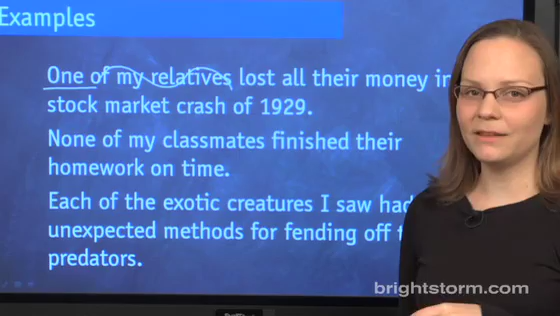 Examples
One of my relatives lost all their money in
stock market crash of 1929.
None of my classmates finished their
homework on time.
Each of the exotic creatures I saw had
unexpected methods for fending off
predators.
brightstorm.com